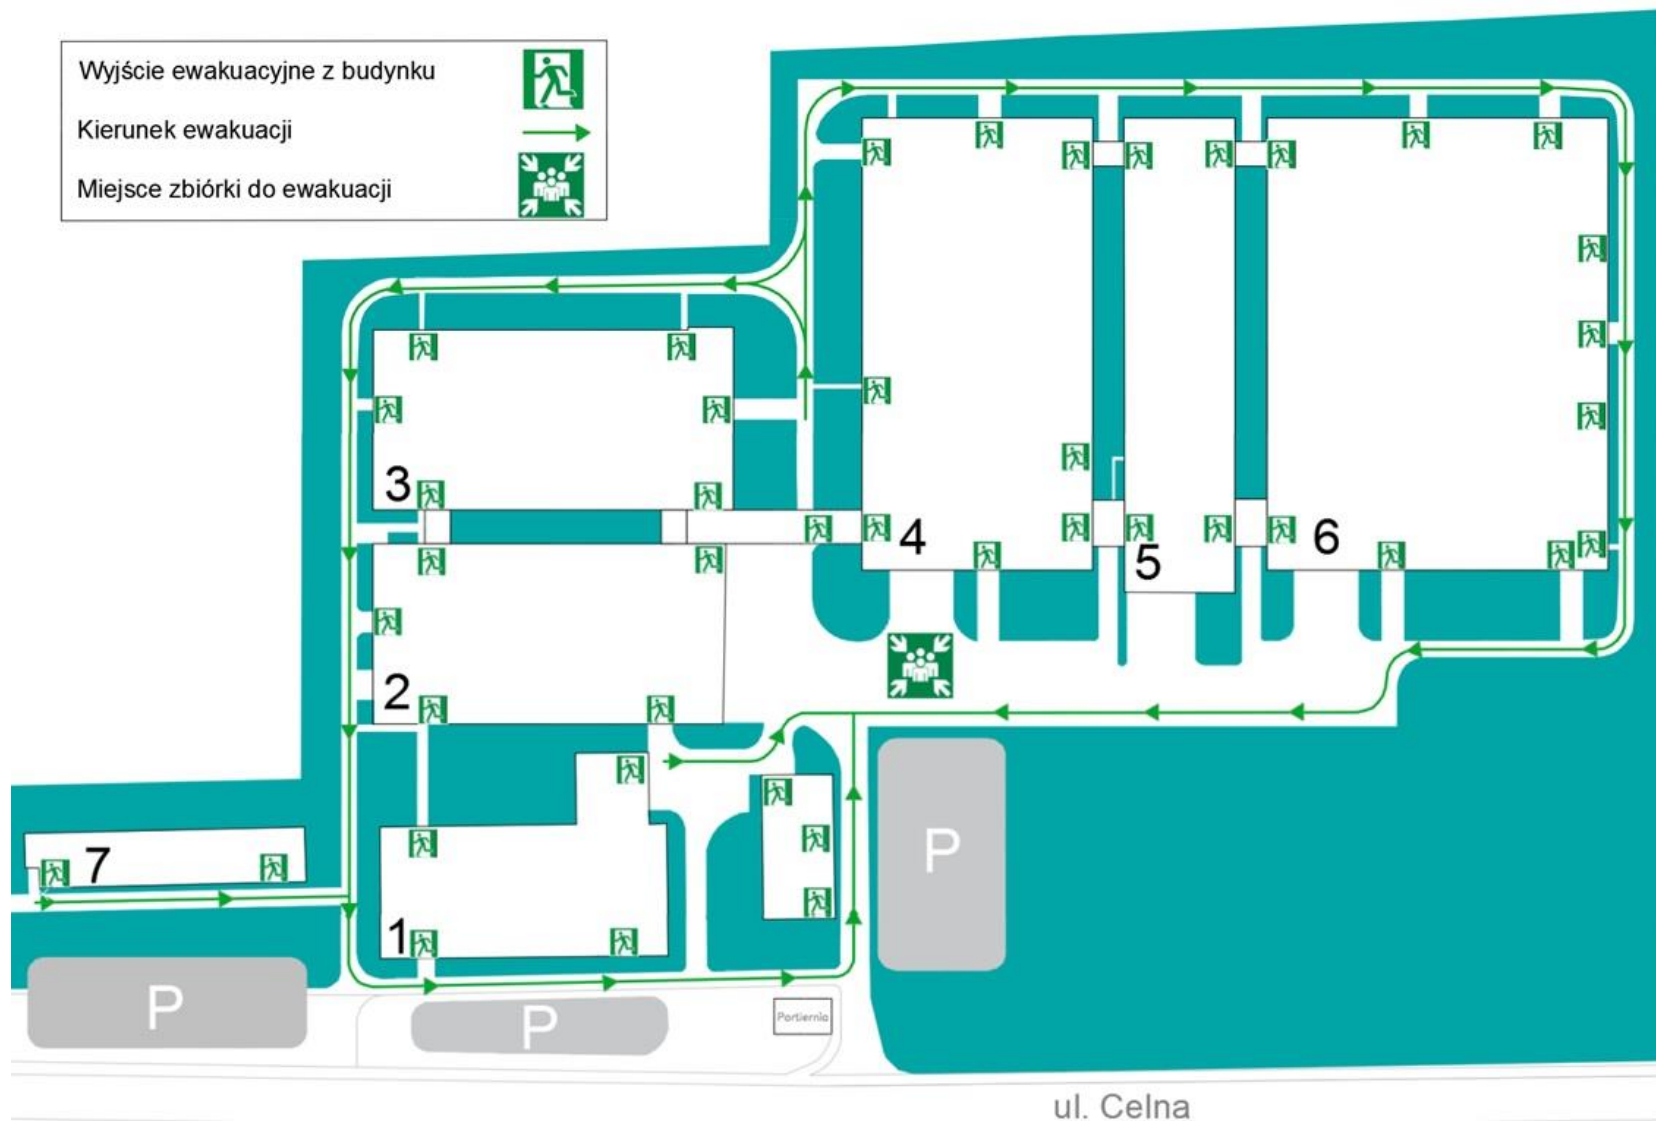 Wyjście ewakuacyjne z budynku
Kierunek ewakuacji
Miejsce zbiórki do ewakuacji
3
4
5
6
2
7
1
P
P
P
Portiernia
ul. Celna